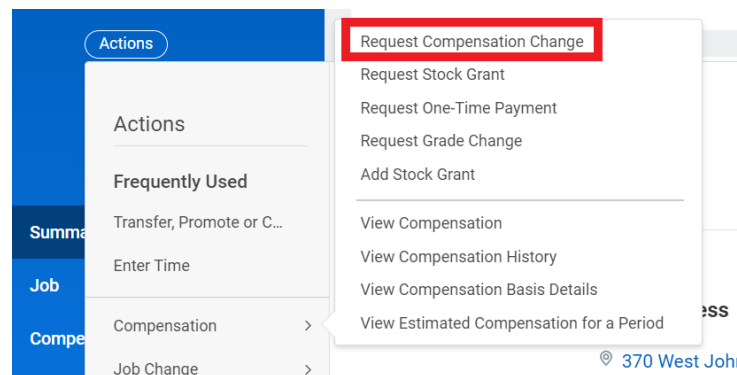 Actions
Request Compensation Change
Request Stock Grant
Request One-Time Payment
Request Grade Change
Add Stock Grant
View Compensation
View Compensation History
View Compensation Basis Details
View Estimated Compensation for a Period
Actions
Frequently Used
Transfer, Promote or C...
Enter Time
Compensation
Job Change
Summa
Job
Compe
ess
370 West Joh